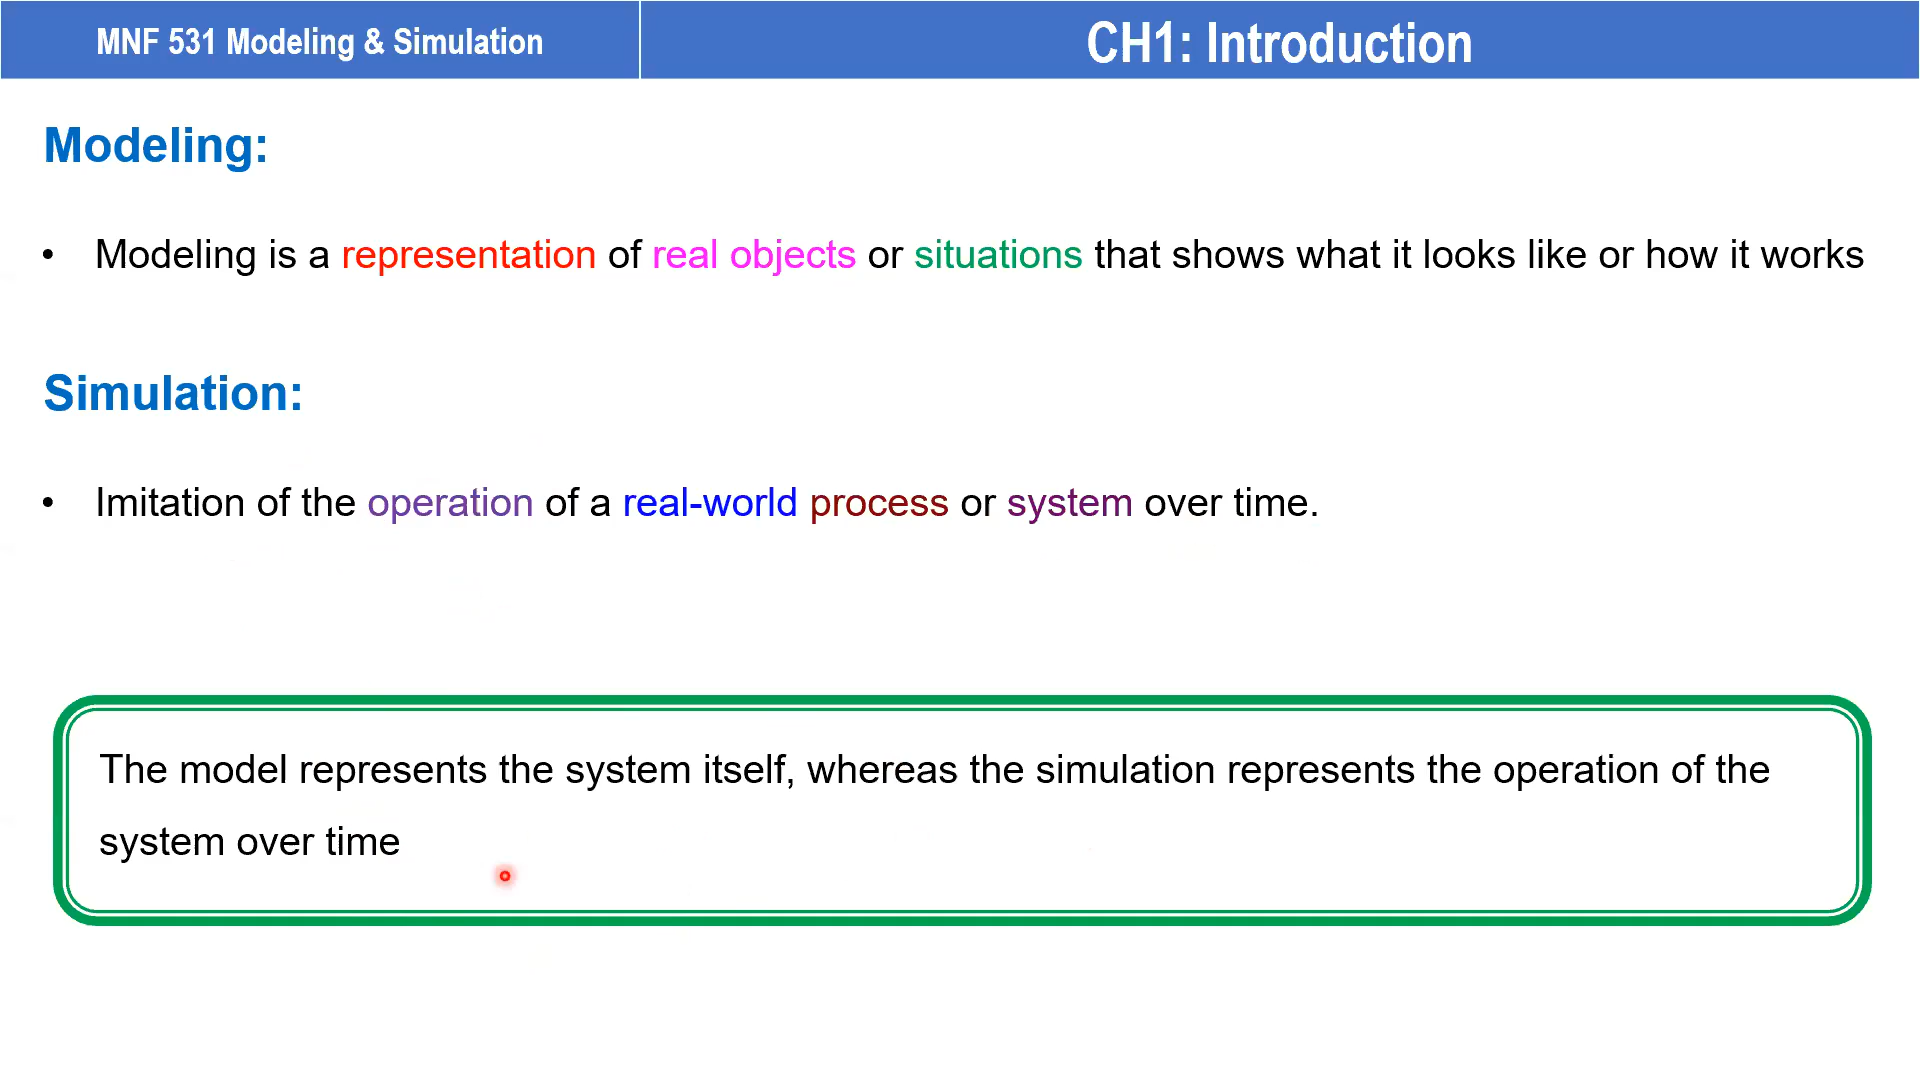 MNF 531 Modeling & Simulation
CH1: Introduction
Modeling:
• Modeling is a representation of real objects or situations that shows what it looks like or how it works
Simulation:
• Imitation of the operation of a real-world process or system over time.
The model represents the system itself, whereas the simulation represents the operation of the
system over time